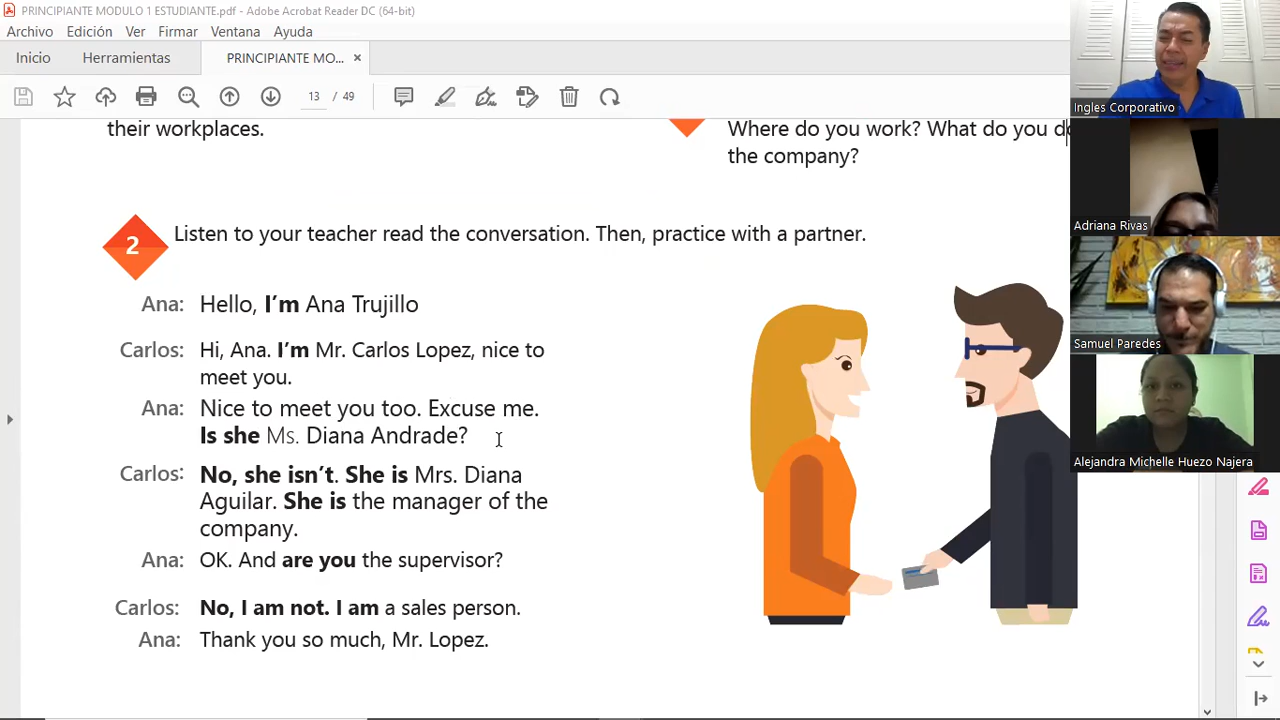 PRINCIPIANTE MODULO 1 ESTUDIANTE.pdf - Adobe Acrobat Reader DC (64-bit)
Archivo Edición Ver Firmar Ventana Ayuda
Inicio Herramientas PRINCIPIANTE MO... ×
13 / 49
their workplaces.
Where do you work? What do you do
the company?
2 Listen to your teacher read the conversation. Then, practice with a partner.
Ana: Hello, I'm Ana Trujillo
Carlos: Hi, Ana. I'm Mr. Carlos Lopez, nice to
meet you.
Ana: Nice to meet you too. Excuse me.
Is she Ms. Diana Andrade?
Carlos: No, she isn't. She is Mrs. Diana
Aguilar. She is the manager of the
company.
Ana: OK. And are you the supervisor?
Carlos: No, I am not. I am a sales person.
Ana: Thank you so much, Mr. Lopez.
Ingles Corporativo
Adriana Rivas
Samuel Paredes
Alejandra Michelle Huezo Najera